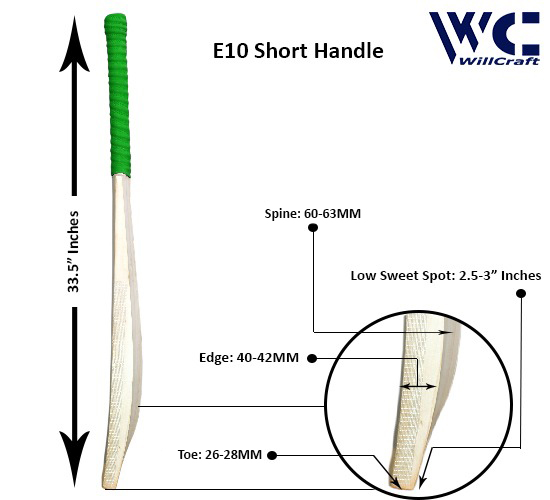 WC
WillCraft
E10 Short Handle
33.5” Inches
Spine: 60-63MM
Low Sweet Spot: 2.5-3” Inches
Edge: 40-42MM
Toe: 26-28MM